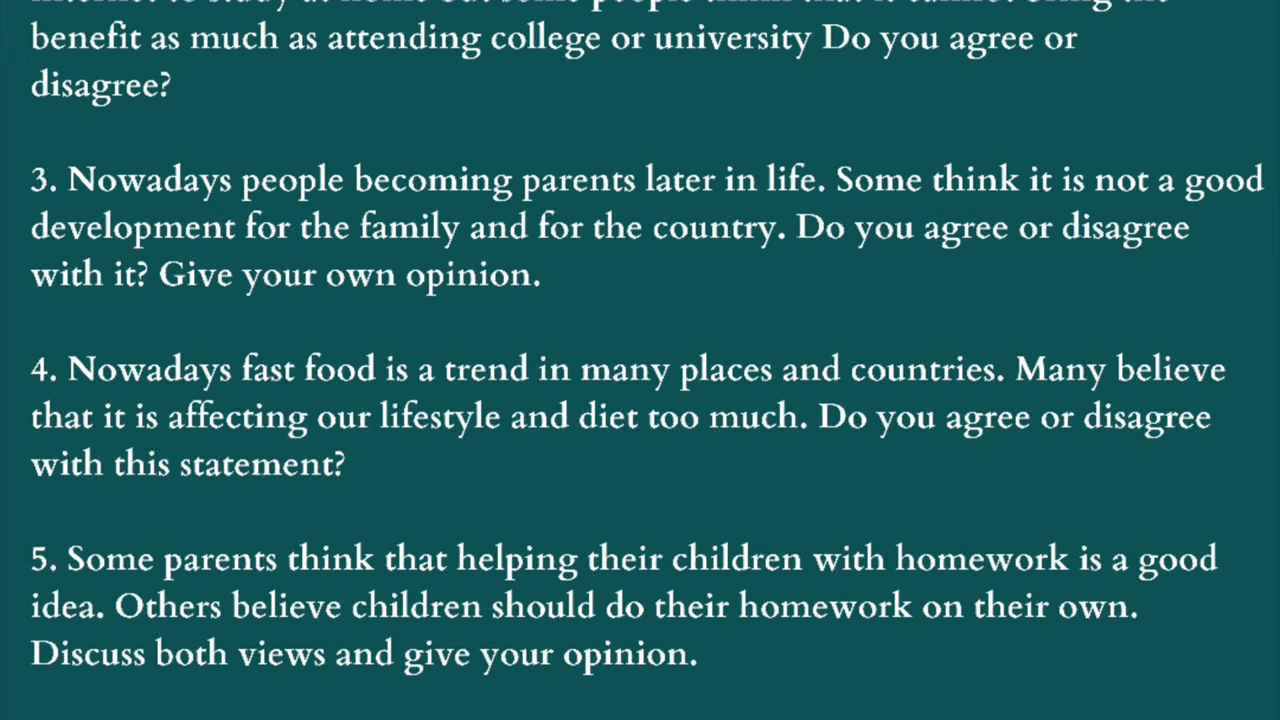 benefit as much as attending college or university Do you agree or
disagree?
3. Nowadays people becoming parents later in life. Some think it is not a good
development for the family and for the country. Do you agree or disagree
with it? Give your own opinion.
4. Nowadays fast food is a trend in many places and countries. Many believe
that it is affecting our lifestyle and diet too much. Do you agree or disagree
with this statement?
5. Some parents think that helping their children with homework is a good
idea. Others believe children should do their homework on their own.
Discuss both views and give your opinion.